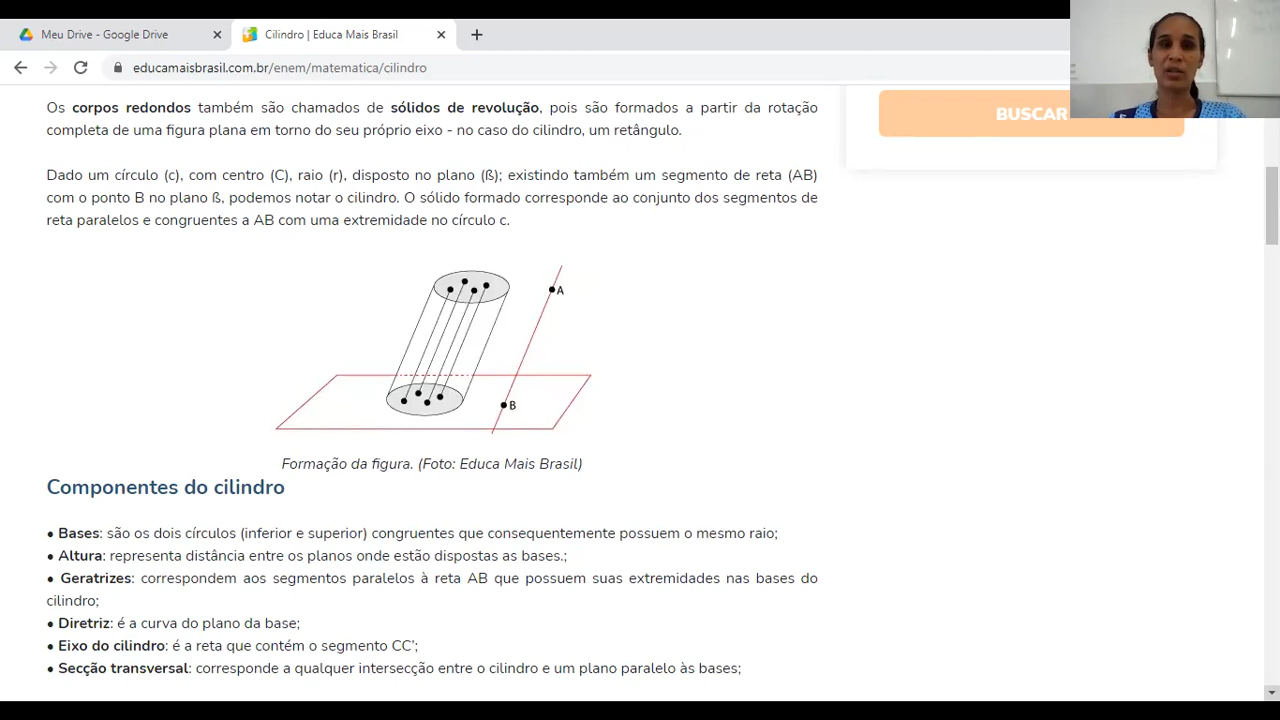 Meu Drive - Google Drive
Cilindro | Educa Mais Brasil
educamaisbrasil.com.br/enem/matematica/cilindro
Os corpos redondos também são chamados de sólidos de revolução, pois são formados a partir da rotação
completa de uma figura plana em torno do seu próprio eixo - no caso do cilindro, um retângulo.
BUSCAR
Dado um círculo (c), com centro (C), raio (r), disposto no plano (ß); existindo também um segmento de reta (AB)
com o ponto B no plano ß, podemos notar o cilindro. O sólido formado corresponde ao conjunto dos segmentos de
reta paralelos e congruentes a AB com uma extremidade no círculo c.
A
B
Formação da figura. (Foto: Educa Mais Brasil)
Componentes do cilindro
• Bases: são os dois círculos (inferior e superior) congruentes que consequentemente possuem o mesmo raio;
• Altura: representa distância entre os planos onde estão dispostas as bases.;
• Geratrizes: correspondem aos segmentos paralelos à reta AB que possuem suas extremidades nas bases do
cilindro;
• Diretriz: é a curva do plano da base;
• Eixo do cilindro: é a reta que contém o segmento CC’;
• Secção transversal: corresponde a qualquer intersecção entre o cilindro e um plano paralelo às bases;